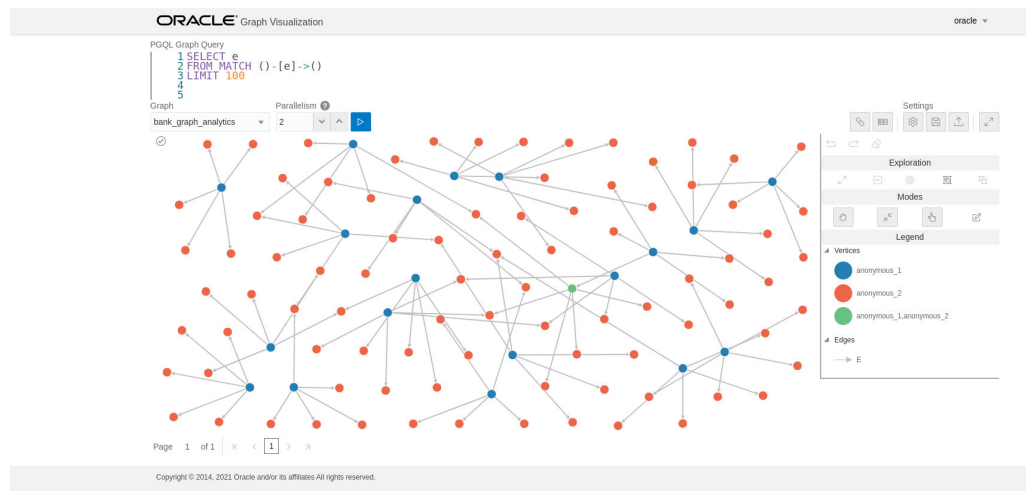 ORACLE® Graph Visualization
oracle
PGQL Graph Query
1 SELECT e
2 FROM MATCH ()-[e]->()
3 LIMIT 100
4
5
Graph
Parallelism
Settings
bank_graph_analytics
2
Exploration
Modes
Legend
Vertices
anonymous_1
anonymous_2
anonymous_1,anonymous_2
Edges
E
Page 1 of 1 1
Copyright © 2014, 2021 Oracle and/or its affiliates All rights reserved.